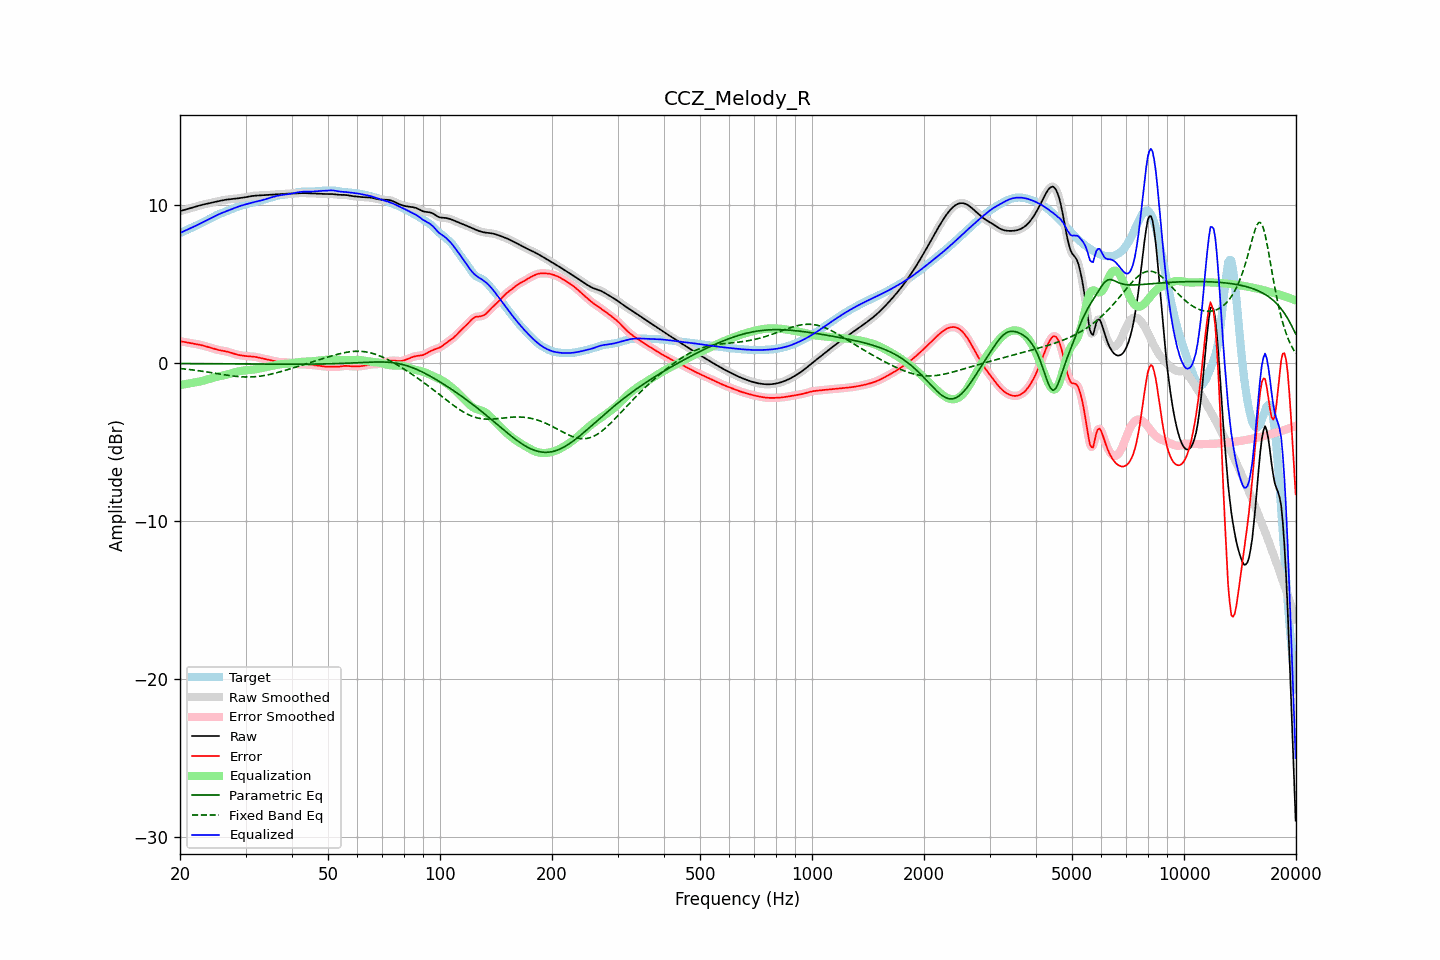 CCZ_Melody_R
Amplitude (dBr)
10
0
−10
−20
−30
Target
Raw Smoothed
Error Smoothed
Raw
Error
Equalization
Parametric Eq
Fixed Band Eq
Equalized
20 50 100 200 500 1000 2000 5000 10000 20000
Frequency (Hz)